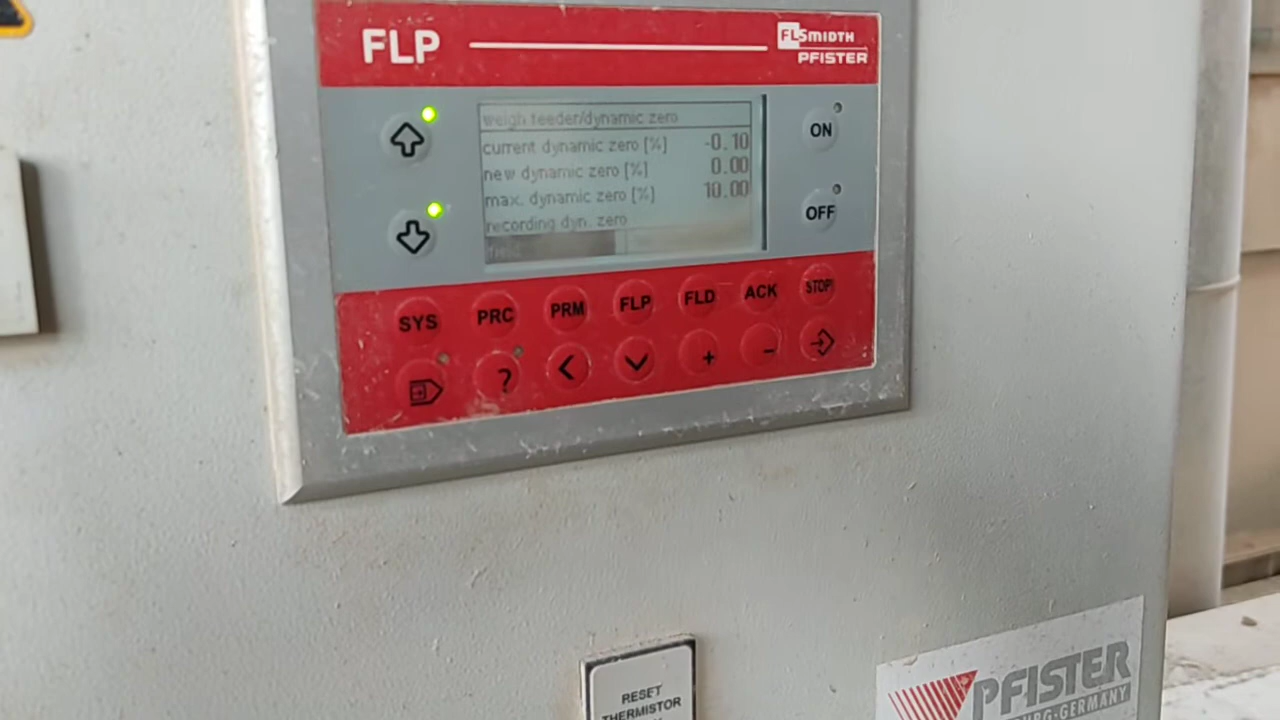 FLP
FLSMIDTH
PFISTER
weigh feeder/dynamic zero
current dynamic zero [%] -0.10
new dynamic zero [%] 0.00
max. dynamic zero [%] 10.00
recording dyn. zero
ON
OFF
SYS PRC PRM FLP FLD ACK STOP!
? < + -
RESET
THERMISTOR
PFISTER
RG-GERMANY